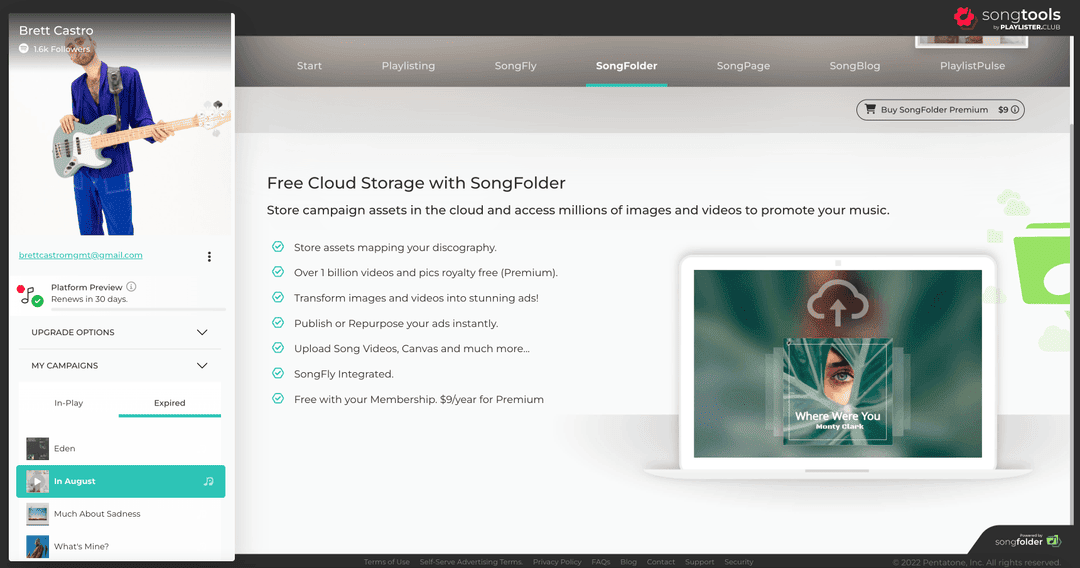 Brett Castro
1.6k Followers
brettcastromgmt@gmail.com
Platform Preview
Renews in 30 days.
UPGRADE OPTIONS
MY CAMPAIGNS
In-Play
Expired
Eden
In August
Much About Sadness
What's Mine?
songtools
by PLAYLISTER.CLUB
Start
Playlisting
SongFly
SongFolder
SongPage
SongBlog
PlaylistPulse
Buy SongFolder Premium $9
Free Cloud Storage with SongFolder
Store campaign assets in the cloud and access millions of images and videos to promote your music.
Store assets mapping your discography.
Over 1 billion videos and pics royalty free (Premium).
Transform images and videos into stunning ads!
Publish or Repurpose your ads instantly.
Upload Song Videos, Canvas and much more...
SongFly Integrated.
Free with your Membership. $9/year for Premium
Where Were You
Monty Clark
Powered by
songfolder
Terms of Use Self-Serve Advertising Terms. Privacy Policy FAQs Blog Contact Support Security
© 2022 Pentatone, Inc. All rights reserved.